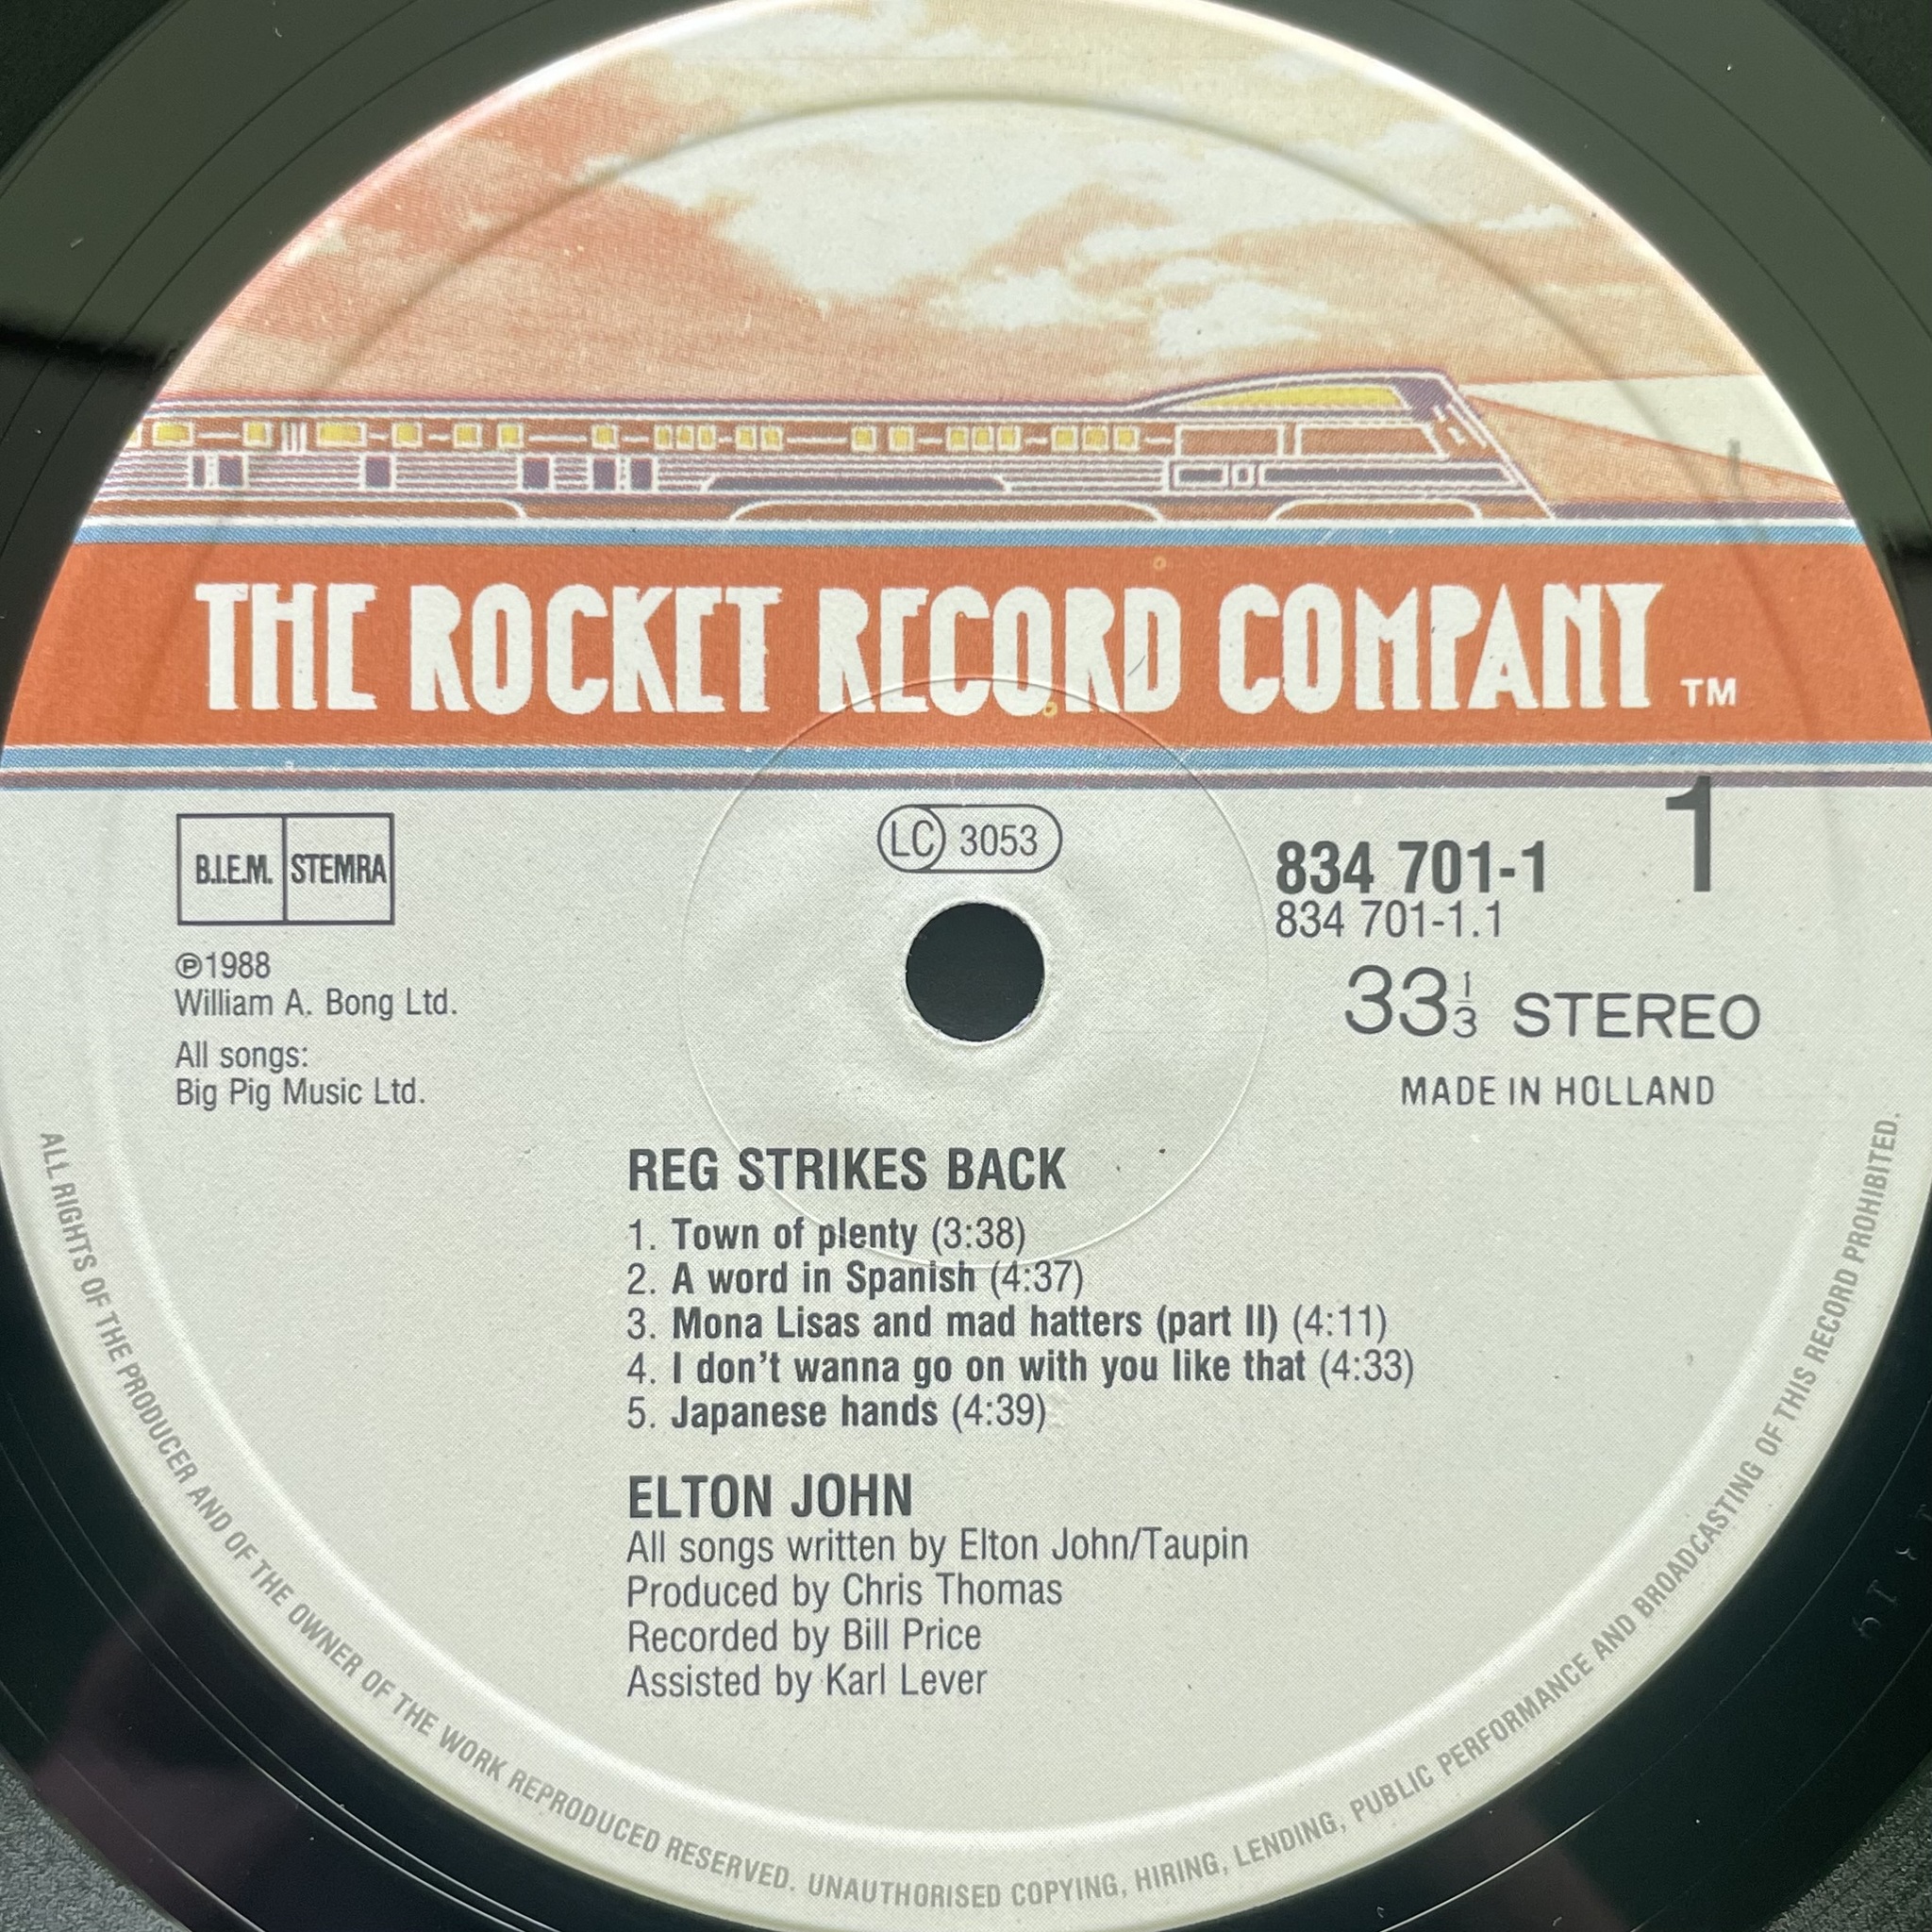 THE ROCKET RECORD COMPANY TM
B.I.E.M. STEMRA
LC 3053
834 701-1
834 701-1.1
1
33 1/3 STEREO
MADE IN HOLLAND
Ⓟ1988
William A. Bong Ltd.
All songs:
Big Pig Music Ltd.
REG STRIKES BACK
1. Town of plenty (3:38)
2. A word in Spanish (4:37)
3. Mona Lisas and mad hatters (part II) (4:11)
4. I don’t wanna go on with you like that (4:33)
5. Japanese hands (4:39)
ELTON JOHN
All songs written by Elton John/Taupin
Produced by Chris Thomas
Recorded by Bill Price
Assisted by Karl Lever
ALL RIGHTS OF THE PRODUCER AND OF THE OWNER OF THE WORK REPRODUCED RESERVED. UNAUTHORISED COPYING, HIRING, LENDING, PUBLIC PERFORMANCE AND BROADCASTING OF THIS RECORD PROHIBITED.